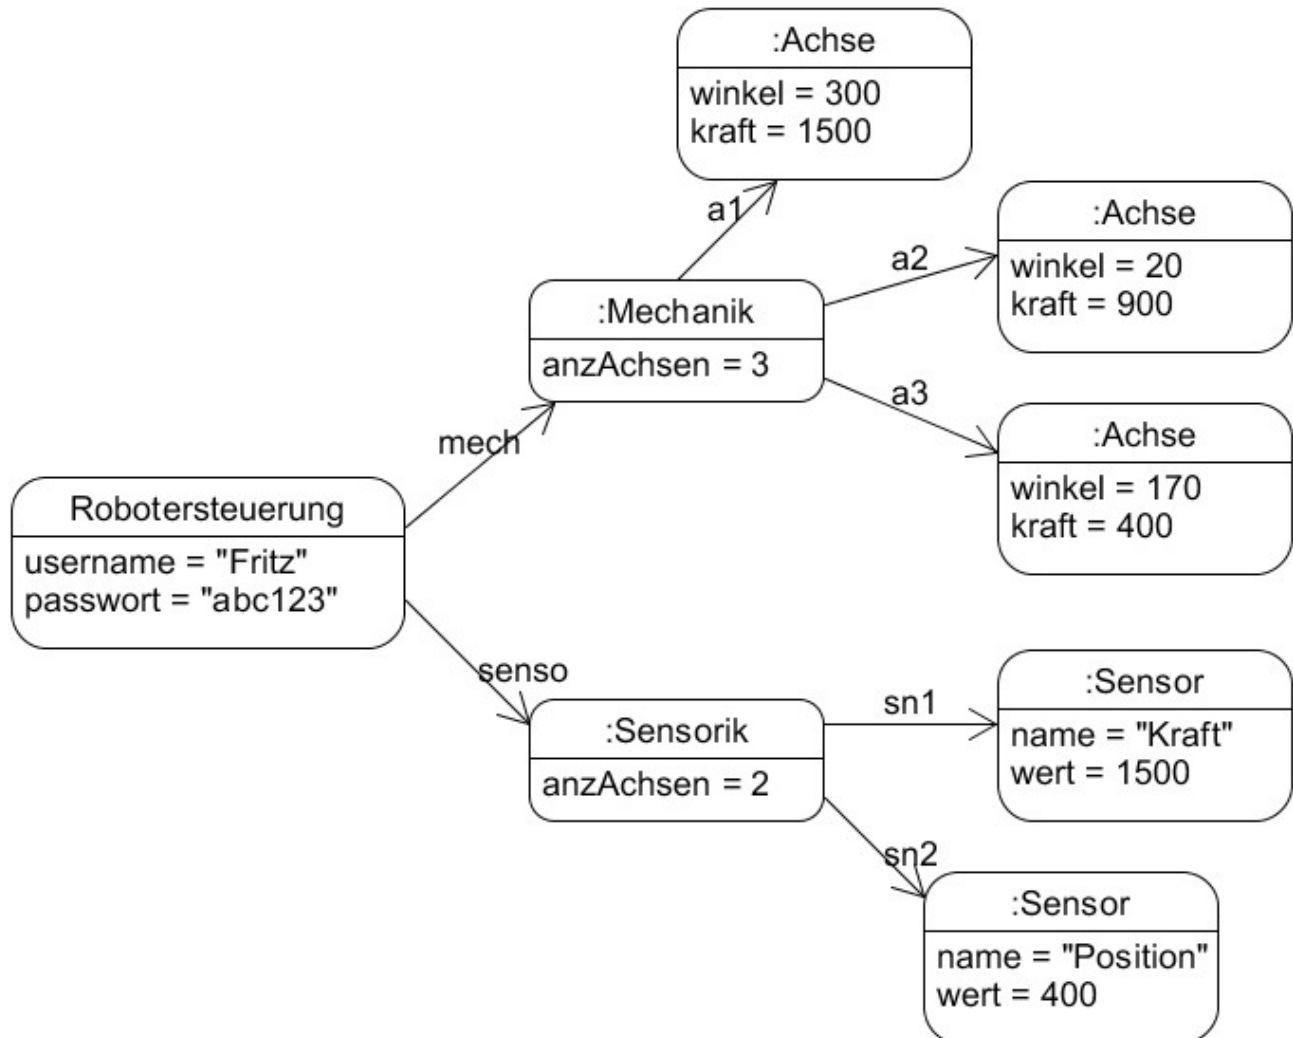 :Achse
winkel = 300
kraft = 1500
a1
:Achse
winkel = 20
kraft = 900
a2
:Mechanik
anzAchsen = 3
a3
:Achse
winkel = 170
kraft = 400
mech
Robotersteuerung
username = "Fritz"
passwort = "abc123"
senso
:Sensorik
anzAchsen = 2
sn1
:Sensor
name = "Kraft"
wert = 1500
sn2
:Sensor
name = "Position"
wert = 400